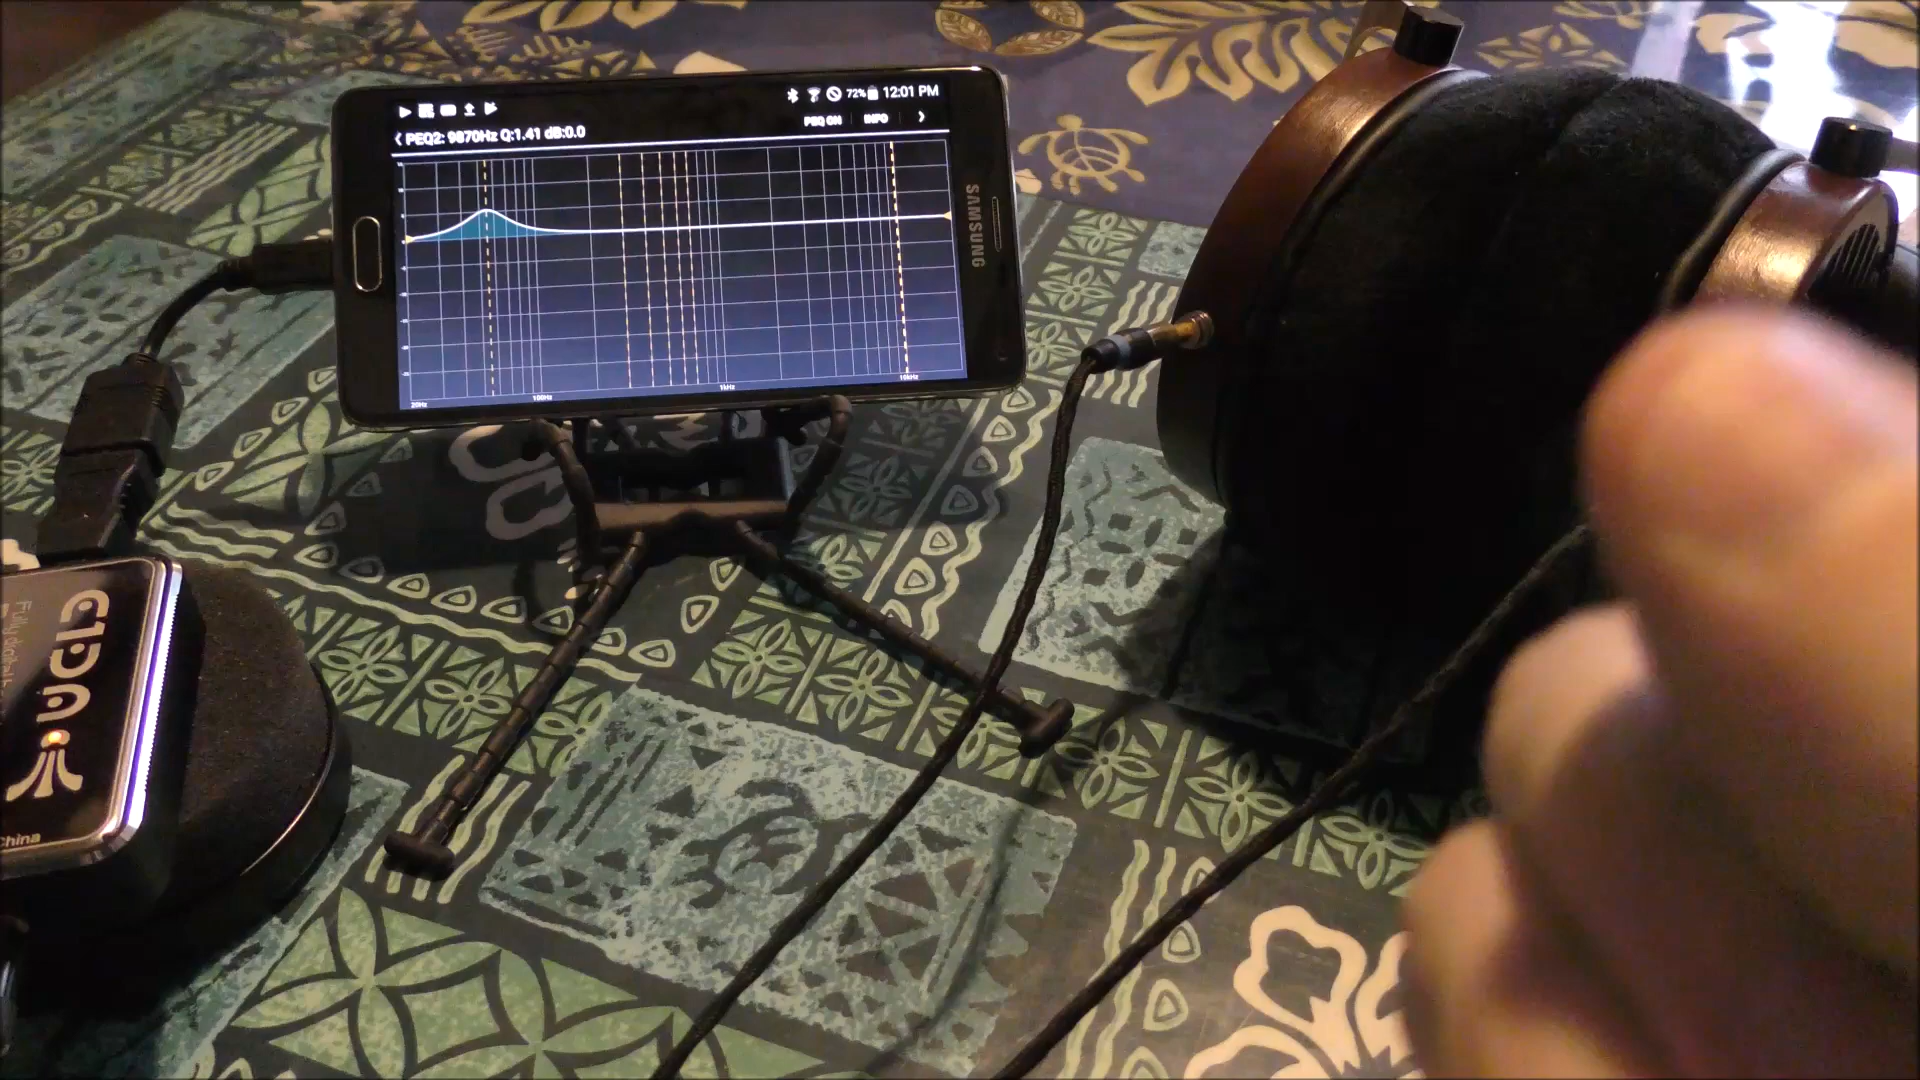 72% 12:01 PM
PEQ2: 9870Hz Q:1.41 dB:0.0
PEQ ON
INFO
20Hz
100Hz
1kHz
10kHz
SAMSUNG
China